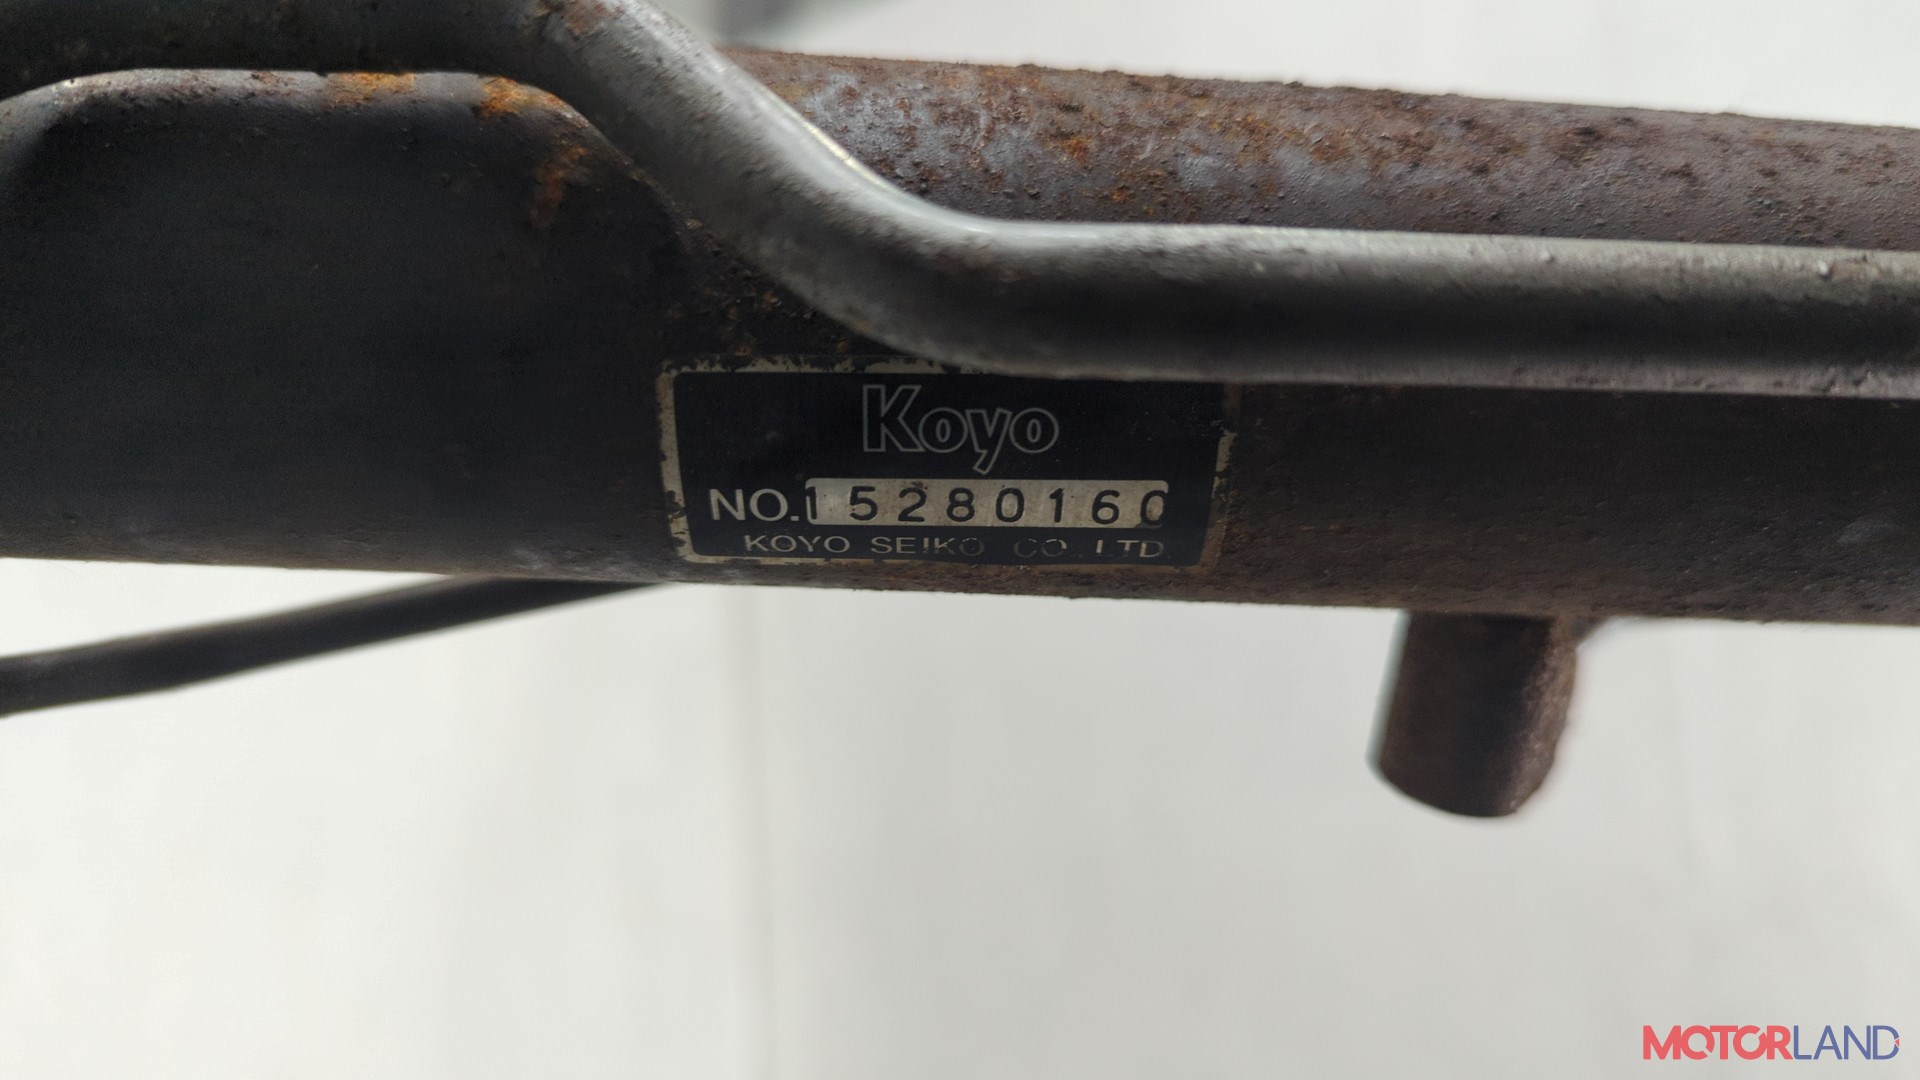 Koyo
NO.15280160
KOYO SEIKO CO., LTD.
MOTORLAND